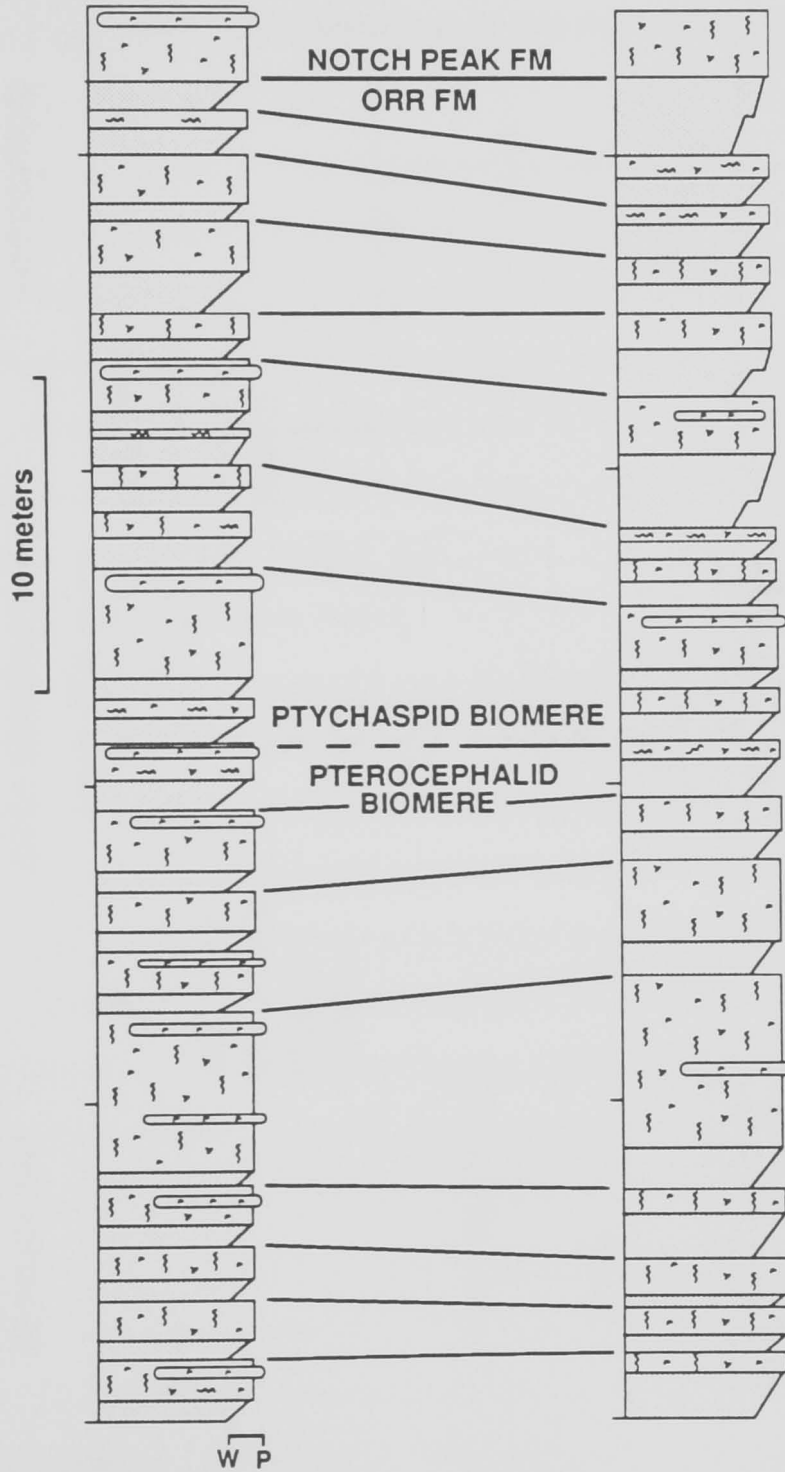 NOTCH PEAK FM
ORR FM
10 meters
PTYCHASPID BIOMERE
PTEROCEPHALID
BIOMERE
W P